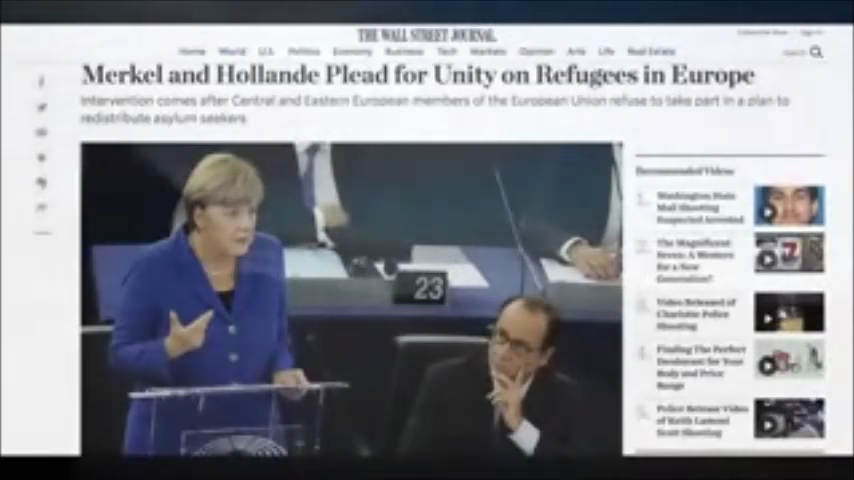 THE WALL STREET JOURNAL.
Home World U.S. Politics Economy Business Tech Markets Opinion Arts Life Real Estate
Merkel and Hollande Plead for Unity on Refugees in Europe
Intervention comes after Central and Eastern European members of the European Union refuse to take part in a plan to
redistribute asylum seekers
Recommended Videos
1. Washington State
Mall Shooting
Suspected Arrested
2. The Magnificent
Seven: A Western
for a New
Generation?
3. Video Released of
Charlotte Police
Shooting
4. Finding The Perfect
Deodorant for Your
Body and Price
Range
5. Police Release Video
of Keith Lamont
Scott Shooting
23